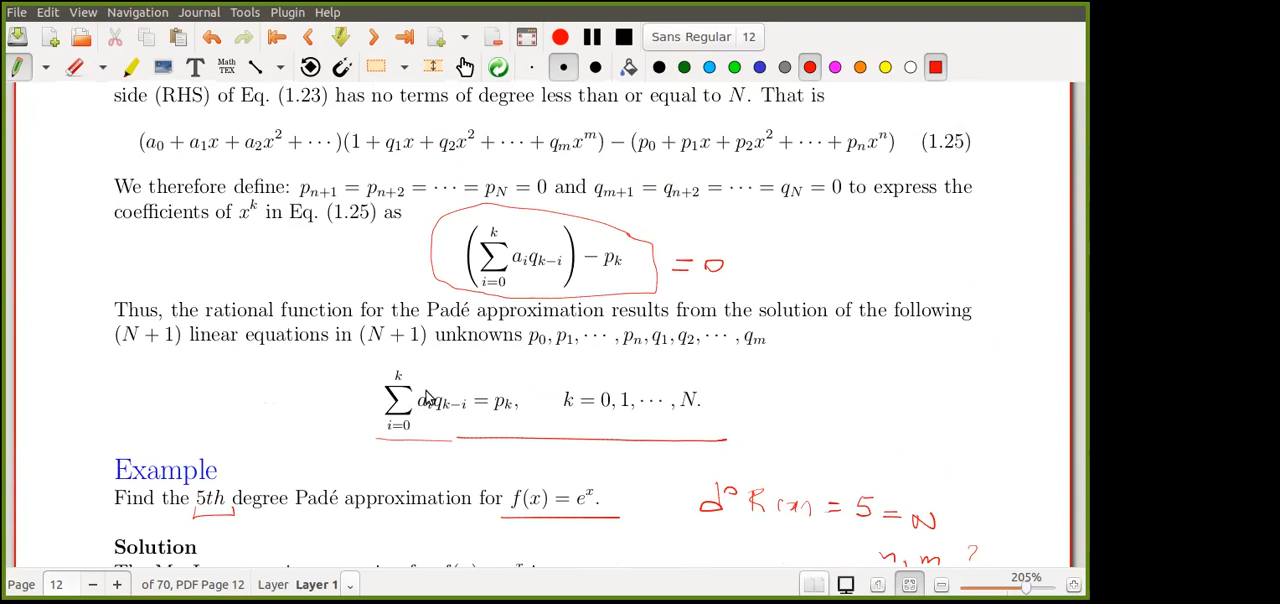 File Edit View Navigation Journal Tools Plugin Help
Sans Regular 12
side (RHS) of Eq. (1.23) has no terms of degree less than or equal to N. That is
(a₀ + a₁x + a₂x² + ⋯)(1 + q₁x + q₂x² + ⋯ + qₘxᵐ) − (p₀ + p₁x + p₂x² + ⋯ + pₙxⁿ) (1.25)
We therefore define: pₙ₊₁ = pₙ₊₂ = ⋯ = p_N = 0 and qₘ₊₁ = qₙ₊₂ = ⋯ = q_N = 0 to express the
coefficients of xᵏ in Eq. (1.25) as
(∑_{i=0}^{k} aᵢq_{k−i}) − pₖ = 0
Thus, the rational function for the Padé approximation results from the solution of the following
(N + 1) linear equations in (N + 1) unknowns p₀, p₁, ⋯ , pₙ, q₁, q₂, ⋯ , qₘ
∑_{i=0}^{k} aᵢq_{k−i} = pₖ, k = 0, 1, ⋯ , N.
Example
Find the 5th degree Padé approximation for f(x) = eˣ.
d° R(x) = 5 = N
n, m ?
Solution
Page 12 of 70, PDF Page 12 Layer Layer 1 205%